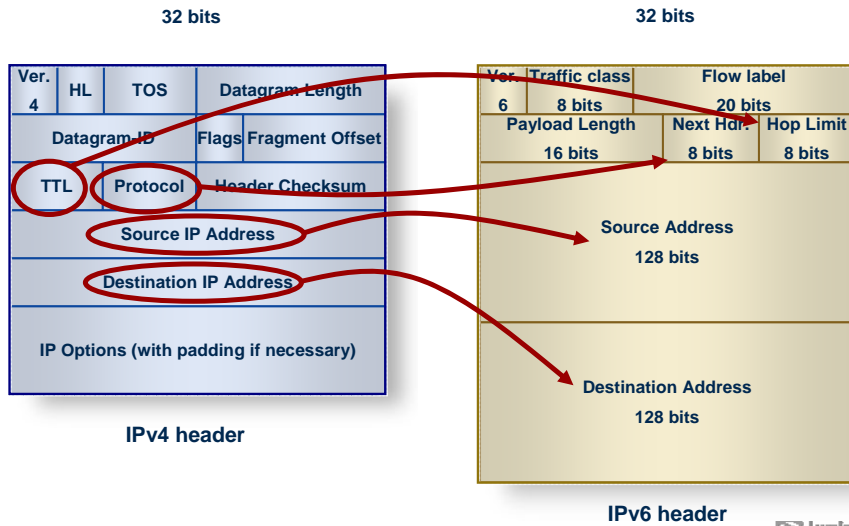 32 bits
32 bits
Ver.
4
HL
TOS
Datagram Length
Datagram ID
Flags
Fragment Offset
TTL
Protocol
Header Checksum
Source IP Address
Destination IP Address
IP Options (with padding if necessary)
IPv4 header
Ver.
6
Traffic class
8 bits
Flow label
20 bits
Payload Length
16 bits
Next Hdr.
8 bits
Hop Limit
8 bits
Source Address
128 bits
Destination Address
128 bits
IPv6 header